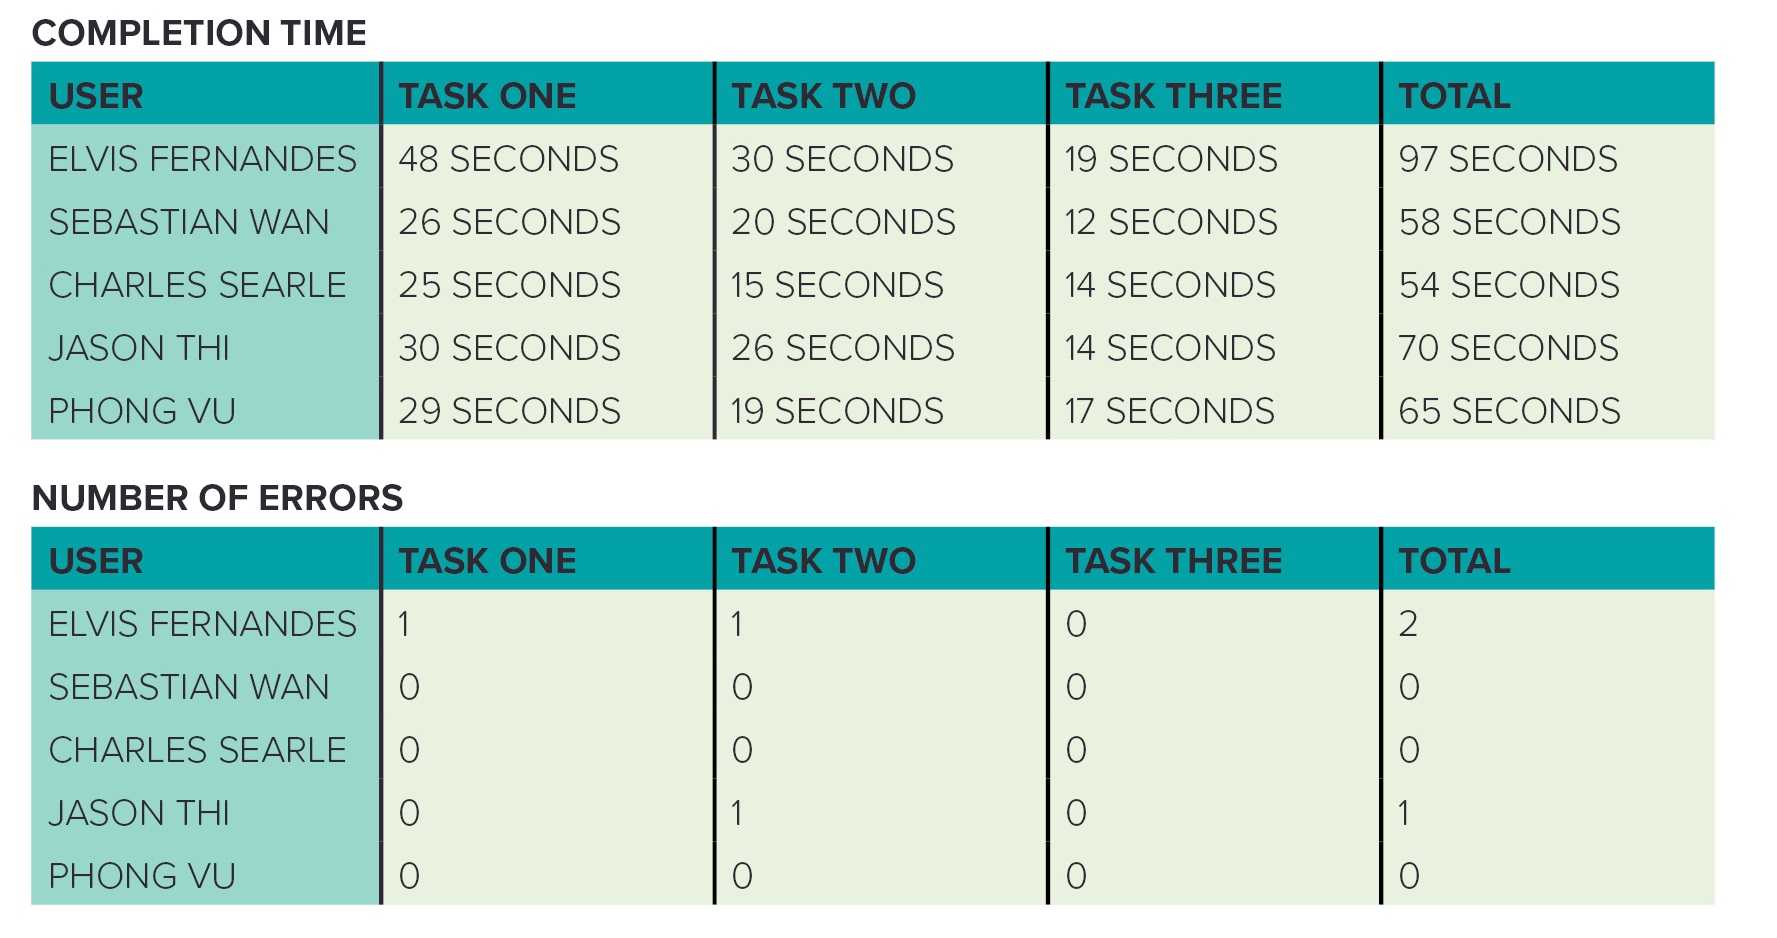 COMPLETION TIME
USER TASK ONE TASK TWO TASK THREE TOTAL
ELVIS FERNANDES 48 SECONDS 30 SECONDS 19 SECONDS 97 SECONDS
SEBASTIAN WAN 26 SECONDS 20 SECONDS 12 SECONDS 58 SECONDS
CHARLES SEARLE 25 SECONDS 15 SECONDS 14 SECONDS 54 SECONDS
JASON THI 30 SECONDS 26 SECONDS 14 SECONDS 70 SECONDS
PHONG VU 29 SECONDS 19 SECONDS 17 SECONDS 65 SECONDS
NUMBER OF ERRORS
USER TASK ONE TASK TWO TASK THREE TOTAL
ELVIS FERNANDES 1 1 0 2
SEBASTIAN WAN 0 0 0 0
CHARLES SEARLE 0 0 0 0
JASON THI 0 1 0 1
PHONG VU 0 0 0 0